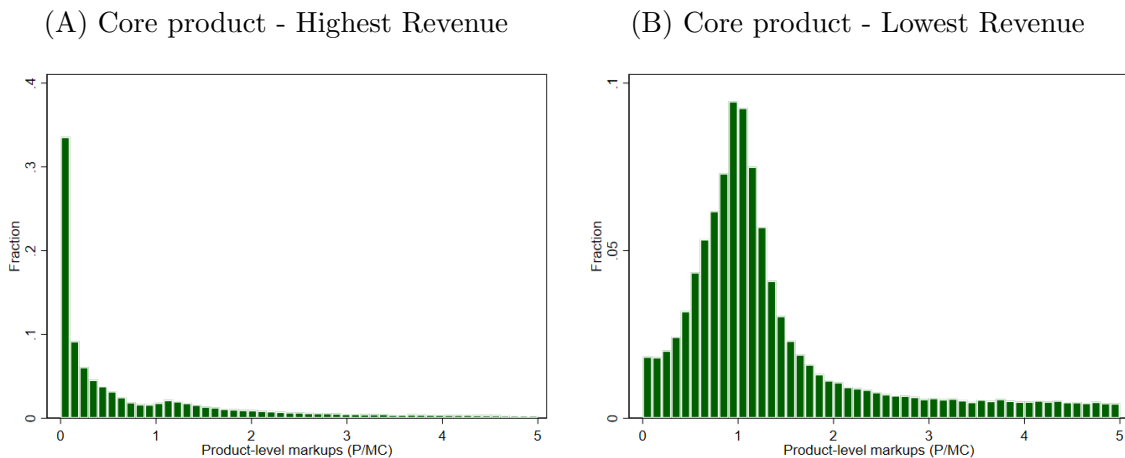 (A) Core product - Highest Revenue
(B) Core product - Lowest Revenue
.4
.3
.2
.1
0
Fraction
0 1 2 3 4 5
Product-level markups (P/MC)
.1
.05
0
Fraction
0 1 2 3 4 5
Product-level markups (P/MC)